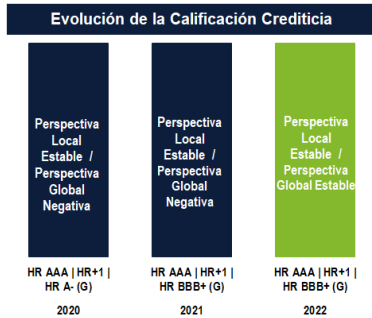 Evolución de la Calificación Crediticia
Perspectiva
Local
Estable /
Perspectiva
Global
Negativa
Perspectiva
Local
Estable /
Perspectiva
Global
Negativa
Perspectiva
Local
Estable /
Perspectiva
Global Estable
HR AAA | HR+1 |
HR A- (G)
2020
HR AAA | HR+1 |
HR BBB+ (G)
2021
HR AAA | HR+1 |
HR BBB+ (G)
2022